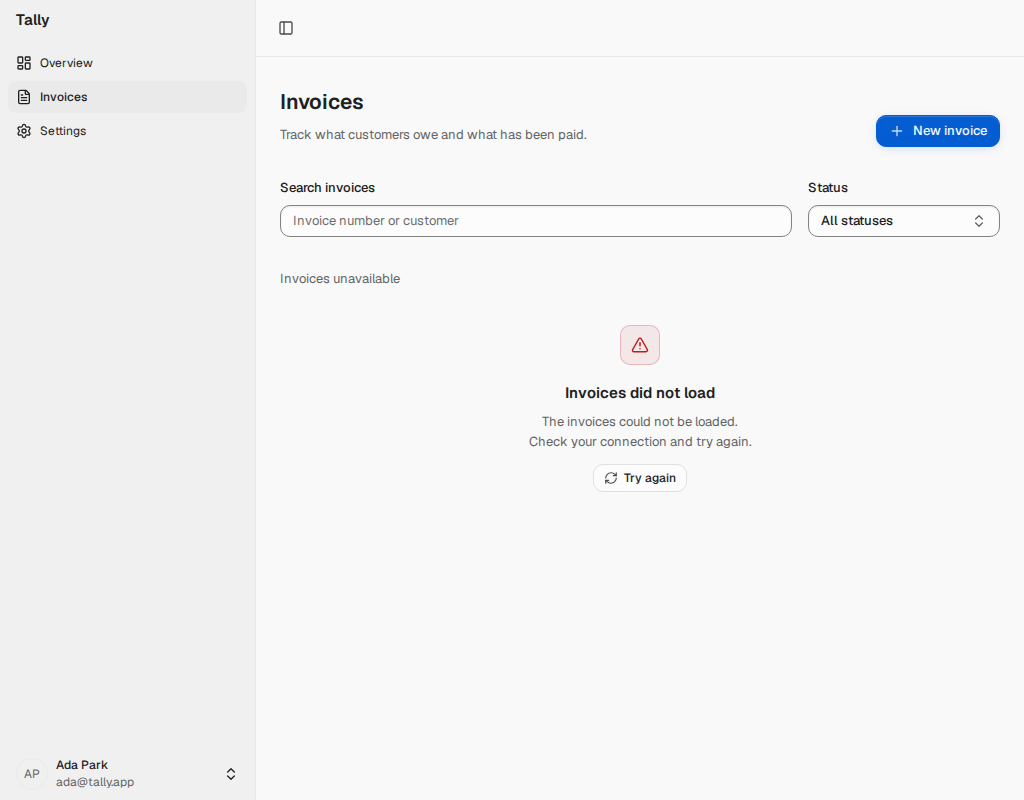 Tally
Overview
Invoices
Settings
Invoices
Track what customers owe and what has been paid.
New invoice
Search invoices
Status
Invoice number or customer
All statuses
Invoices unavailable
Invoices did not load
The invoices could not be loaded.
Check your connection and try again.
Try again
AP
Ada Park
ada@tally.app